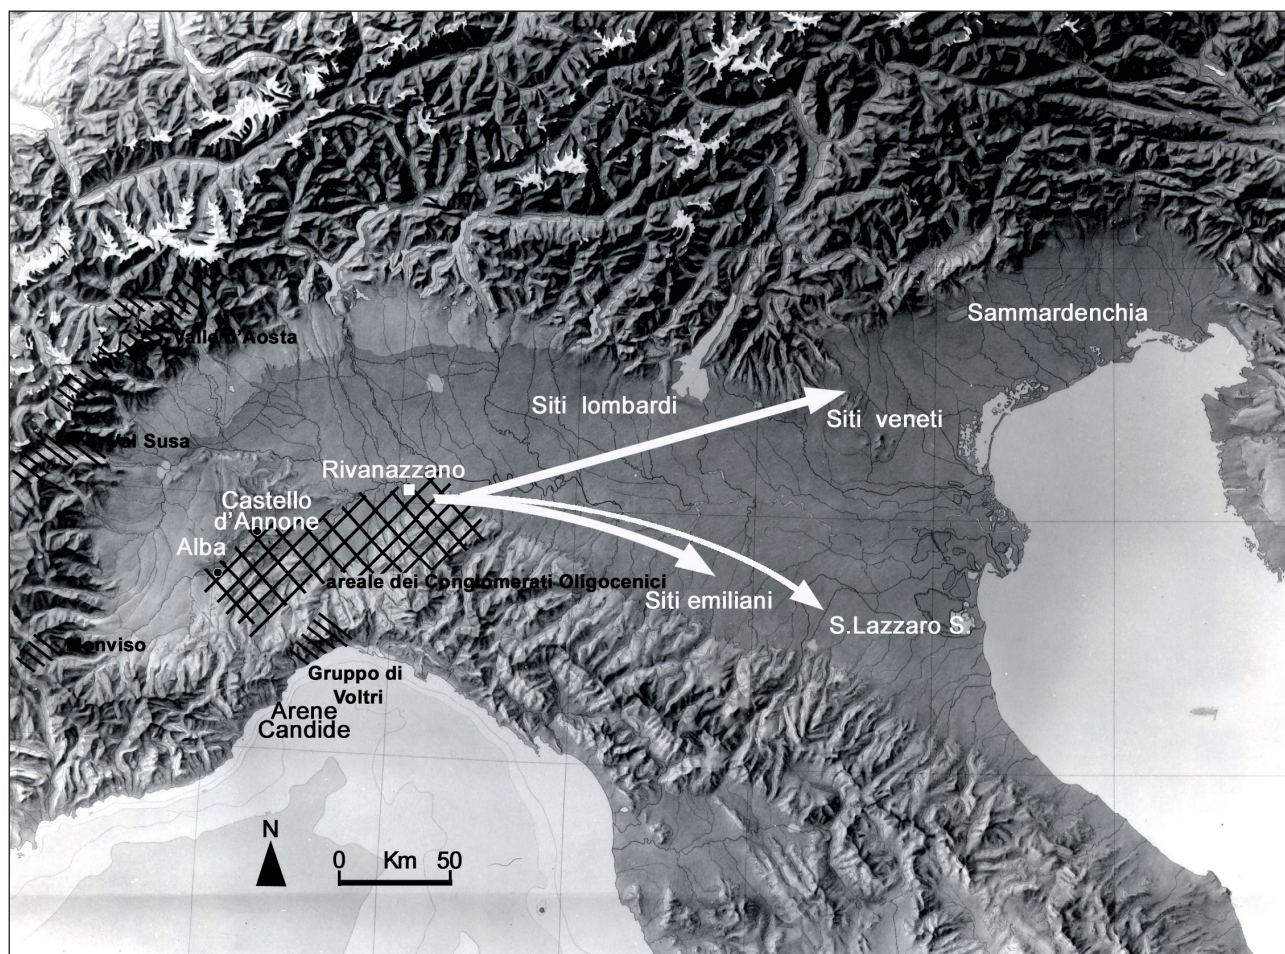 Sammardenchia
Valle d'Aosta
Siti lombardi
Siti veneti
Val Susa
Rivanazzano
Castello
d'Annone
Alba
areale dei Conglomerati Oligocenici
Siti emiliani
S.Lazzaro S.
Monviso
Gruppo di
Voltri
Arene
Candide
N
0 Km 50